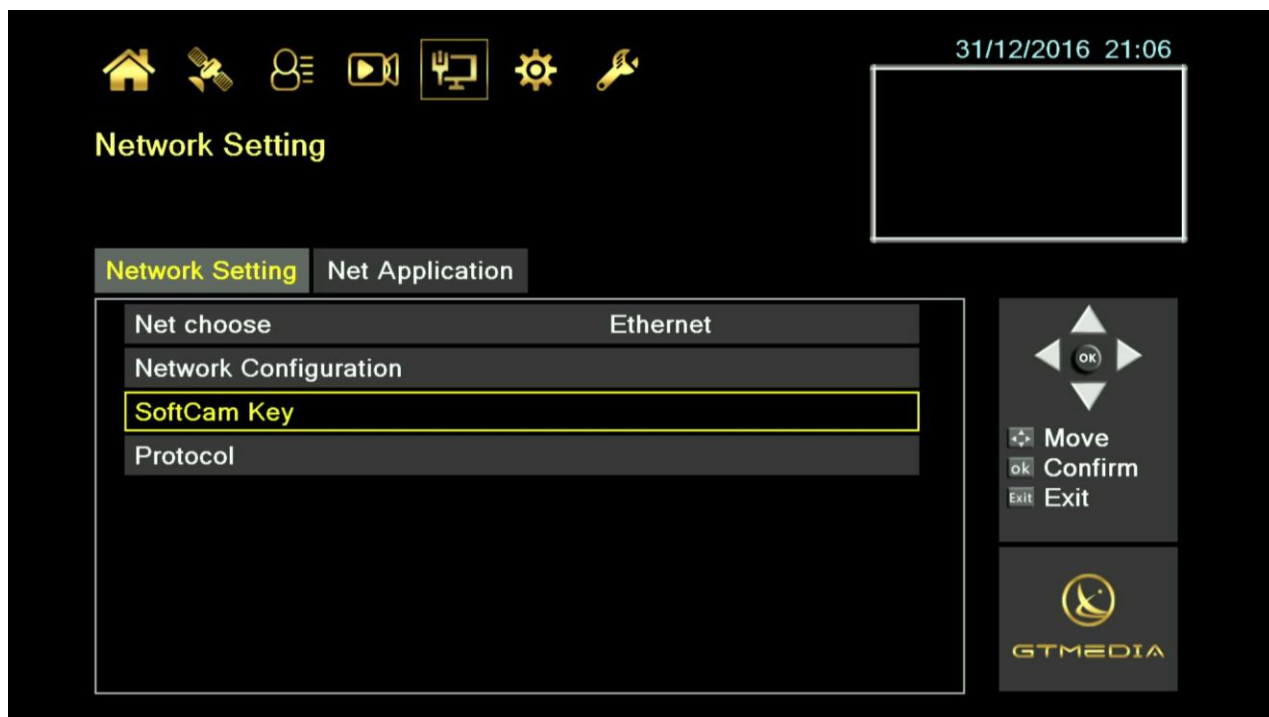 31/12/2016 21:06
Network Setting
Network Setting Net Application
Net choose Ethernet
Network Configuration
SoftCam Key
Protocol
OK
Move
ok Confirm
Exit Exit
GTMEDIA